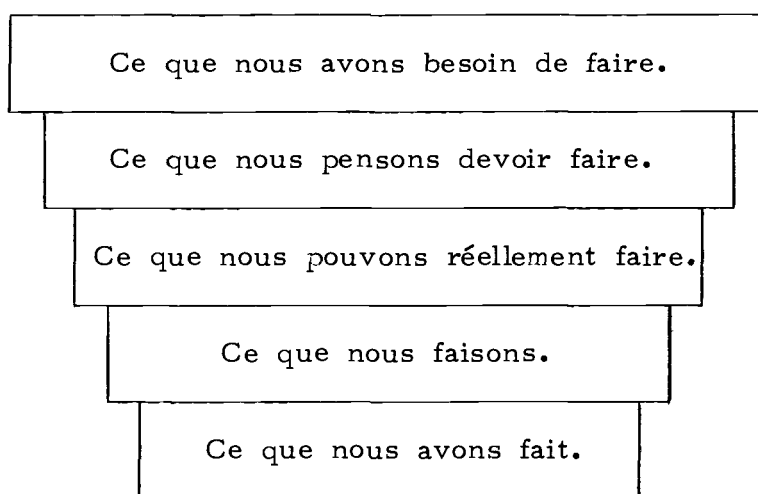 Ce que nous avons besoin de faire.
Ce que nous pensons devoir faire.
Ce que nous pouvons réellement faire.
Ce que nous faisons.
Ce que nous avons fait.